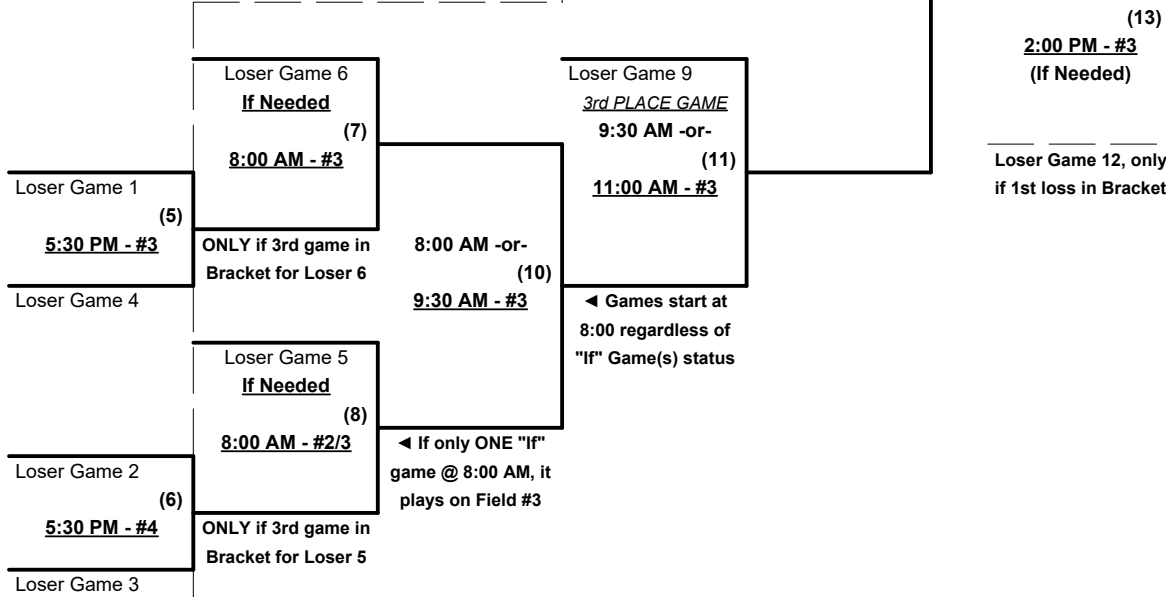 (13)
2:00 PM - #3
(If Needed)
Loser Game 12, only
if 1st loss in Bracket
Loser Game 6
If Needed
(7)
8:00 AM - #3
Loser Game 9
3rd PLACE GAME
9:30 AM -or-
(11)
11:00 AM - #3
Loser Game 1
(5)
5:30 PM - #3
Loser Game 4
ONLY if 3rd game in
Bracket for Loser 6
8:00 AM -or-
(10)
9:30 AM - #3
◄ Games start at
8:00 regardless of
"If" Game(s) status
Loser Game 5
If Needed
(8)
8:00 AM - #2/3
◄ If only ONE "If"
game @ 8:00 AM, it
plays on Field #3
Loser Game 2
(6)
5:30 PM - #4
Loser Game 3
ONLY if 3rd game in
Bracket for Loser 5